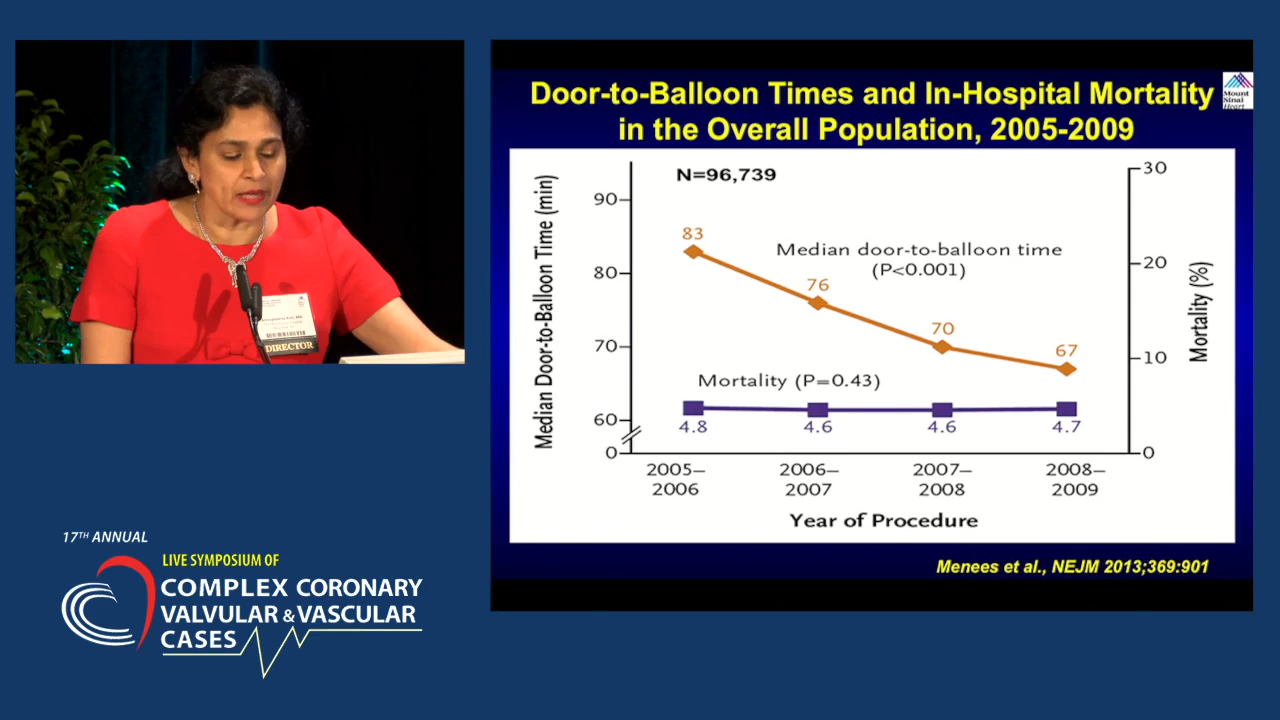 Door-to-Balloon Times and In-Hospital Mortality
in the Overall Population, 2005-2009
Mount
Sinai
Heart
N=96,739
Median Door-to-Balloon Time (min)
90
80
70
60
0
83
76
70
67
Median door-to-balloon time
(P<0.001)
Mortality (P=0.43)
4.8
4.6
4.6
4.7
30
20
10
0
Mortality (%)
2005–
2006
2006–
2007
2007–
2008
2008–
2009
Year of Procedure
Menees et al., NEJM 2013;369:901
DIRECTOR
17TH ANNUAL
LIVE SYMPOSIUM OF
COMPLEX CORONARY
VALVULAR & VASCULAR
CASES